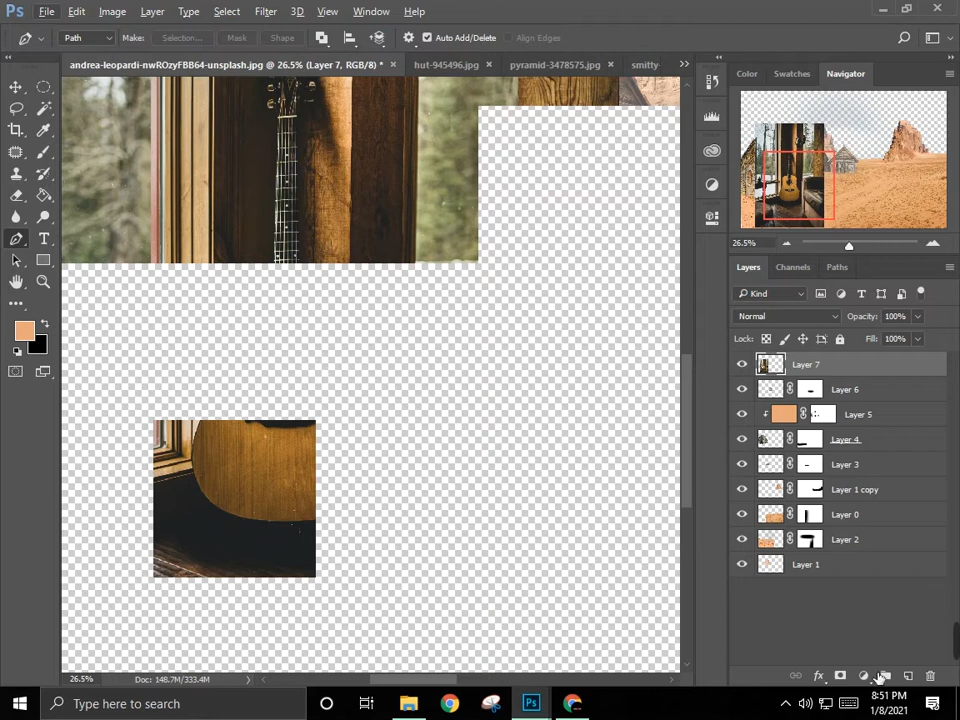 Ps File Edit Image Layer Type Select Filter 3D View Window Help
Path Make: Selection... Mask Shape Auto Add/Delete Align Edges
andrea-leopardi-nwROzyFBB64-unsplash.jpg @ 26.5% (Layer 7, RGB/8) * hut-945496.jpg pyramid-3478575.jpg smitty-
Color Swatches Navigator
26.5%
Layers Channels Paths
Kind
Normal Opacity: 100%
Lock: Fill: 100%
Layer 7
Layer 6
Layer 5
Layer 4
Layer 3
Layer 1 copy
Layer 0
Layer 2
Layer 1
26.5% Doc: 148.7M/333.4M
fx
Type here to search
Ps
8:51 PM
1/8/2021